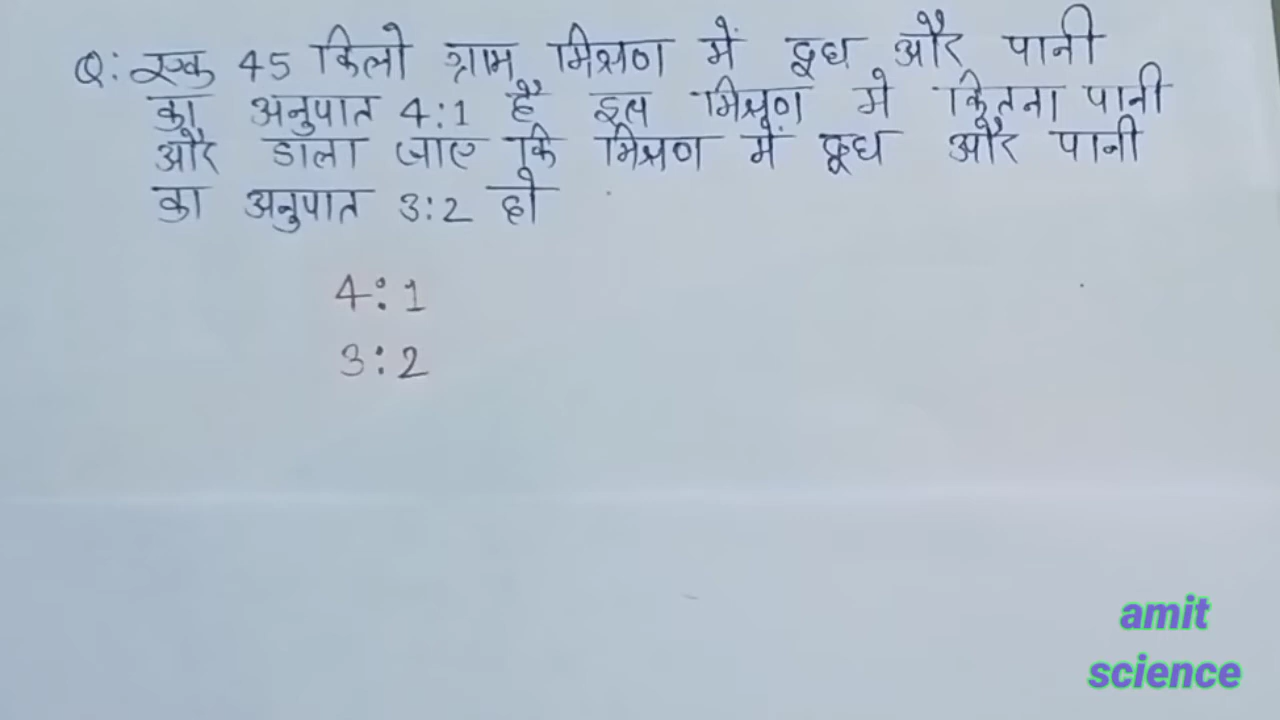 Q: एक 45 किलो ग्राम मिश्रण में दूध और पानी
का अनुपात 4:1 है इस मिश्रण मे कितना पानी
और डाला जाए कि मिश्रण में दूध और पानी
का अनुपात 3:2 हो
4:1
3:2
amit
science